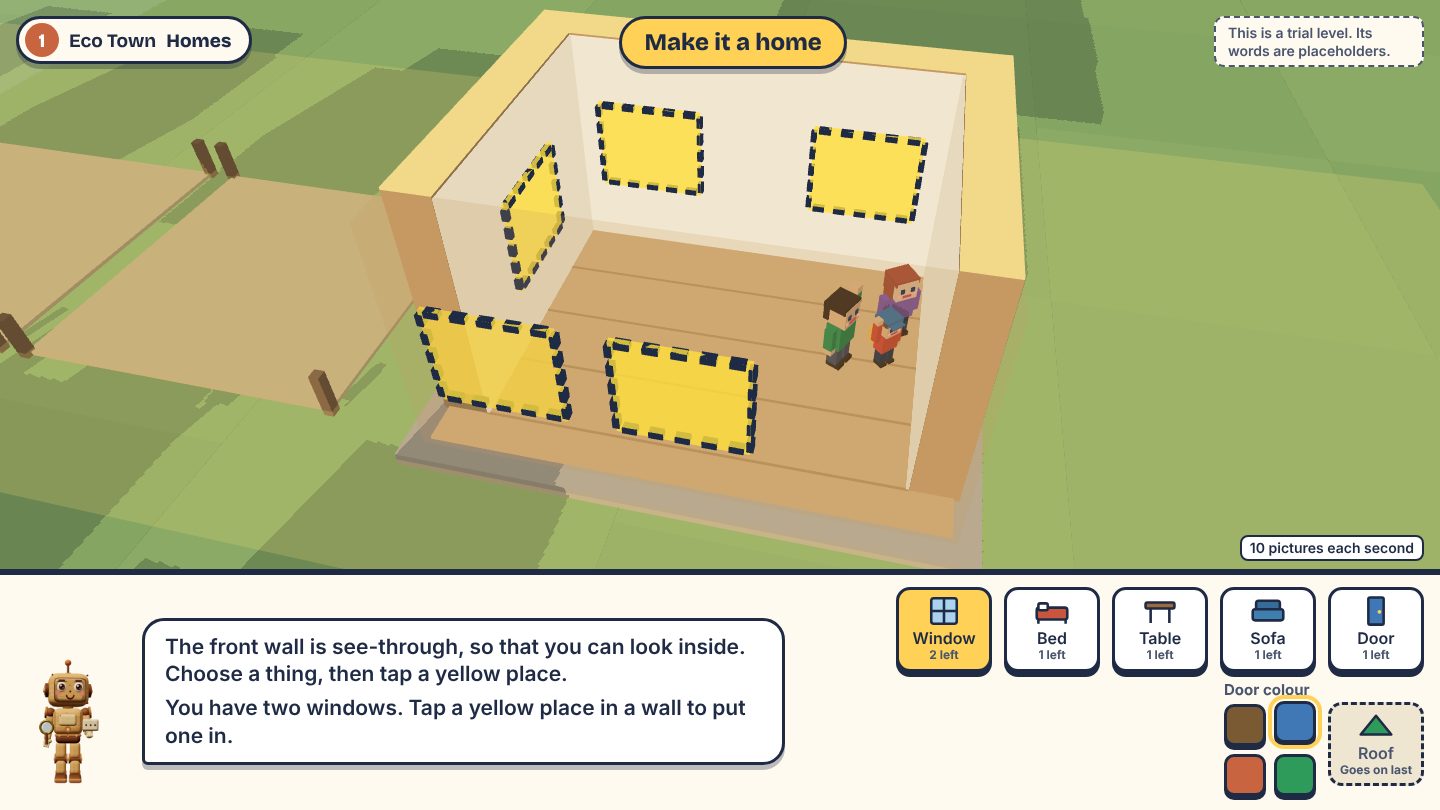 1 Eco Town Homes
Make it a home
This is a trial level. Its
words are placeholders.
10 pictures each second
The front wall is see-through, so that you can look inside.
Choose a thing, then tap a yellow place.
You have two windows. Tap a yellow place in a wall to put
one in.
Window
2 left
Bed
1 left
Table
1 left
Sofa
1 left
Door
1 left
Door colour
Roof
Goes on last